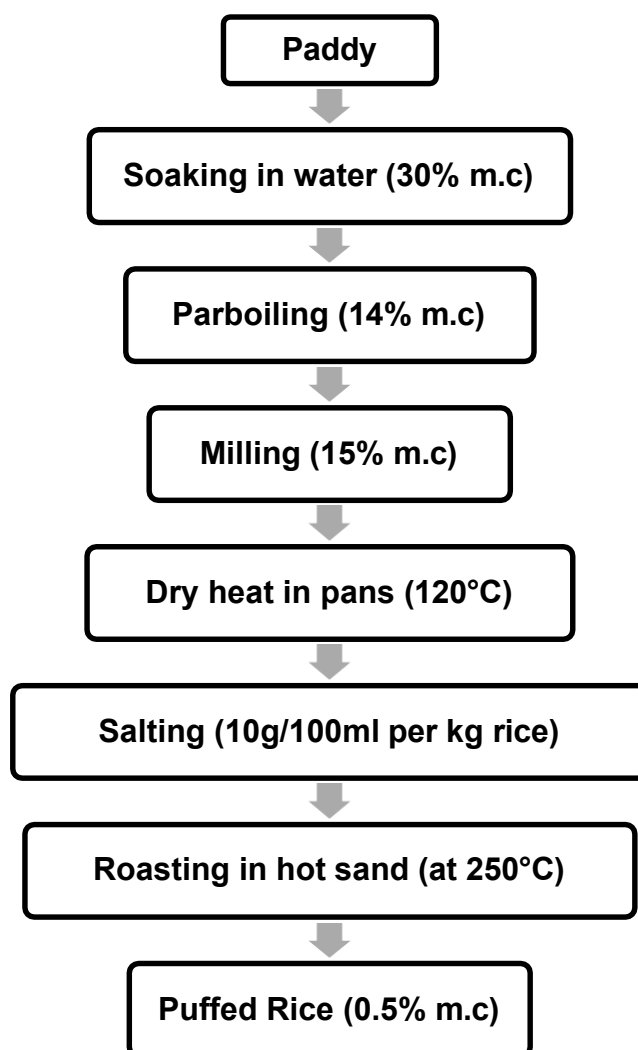 Paddy
Soaking in water (30% m.c)
Parboiling (14% m.c)
Milling (15% m.c)
Dry heat in pans (120°C)
Salting (10g/100ml per kg rice)
Roasting in hot sand (at 250°C)
Puffed Rice (0.5% m.c)